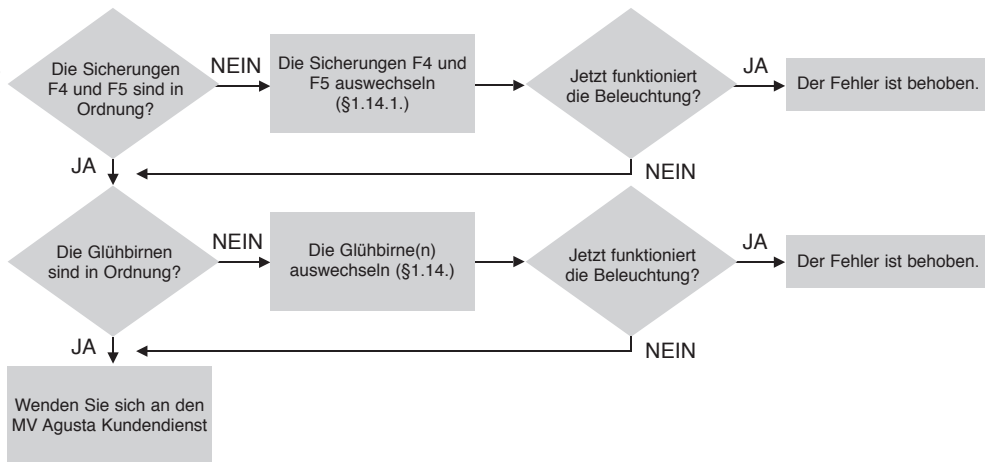 Die Sicherungen
F4 und F5 sind in
Ordnung?
NEIN
Die Sicherungen F4 und
F5 auswechseln
(§1.14.1.)
Jetzt funktioniert
die Beleuchtung?
JA
Der Fehler ist behoben.
JA
NEIN
Die Glühbirnen
sind in Ordnung?
NEIN
Die Glühbirne(n)
auswechseln (§1.14.)
Jetzt funktioniert
die Beleuchtung?
JA
Der Fehler ist behoben.
JA
NEIN
Wenden Sie sich an den
MV Agusta Kundendienst